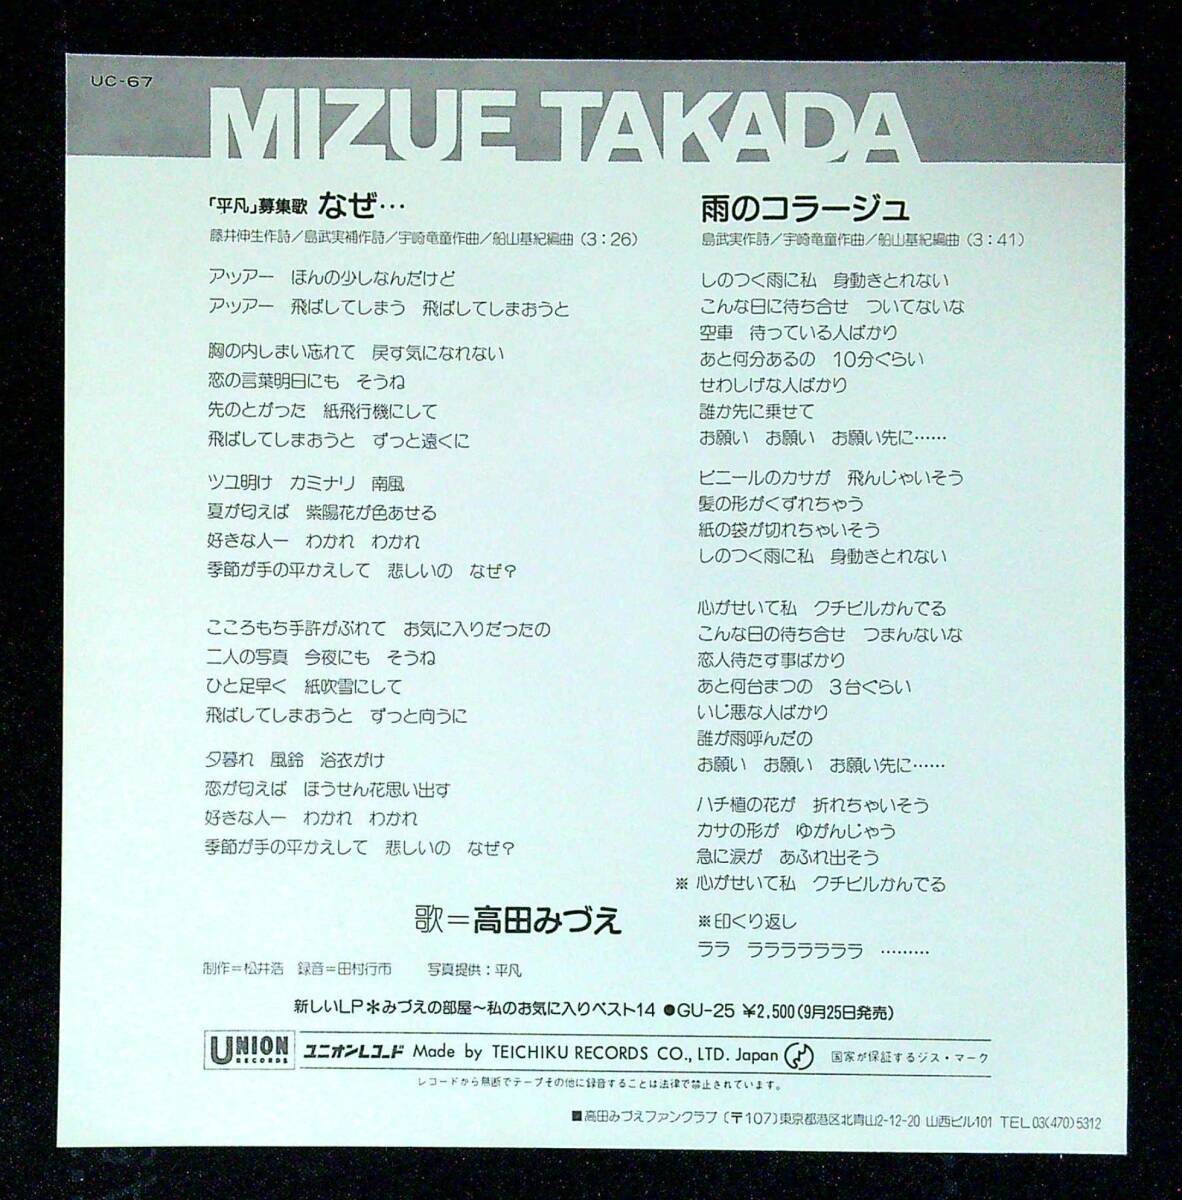 UC-67
MIZUE TAKADA
「平凡」募集歌 なぜ…
藤井伸生作詩／島武実補作詩／宇崎竜童作曲／船山基紀編曲 (3：26)
アッアー　ほんの少しなんだけど
アッアー　飛ばしてしまう　飛ばしてしまおうと
胸の内しまい忘れて　戻す気になれない
恋の言葉明日にも　そうね
先のとがった　紙飛行機にして
飛ばしてしまおうと　ずっと遠くに
ツユ明け　カミナリ　南風
夏が匂えば　紫陽花が色あせる
好きな人―　わかれ　わかれ
季節が手の平かえして　悲しいの　なぜ？
こころもち手許がぶれて　お気に入りだったの
二人の写真　今夜にも　そうね
ひと足早く　紙吹雪にして
飛ばしてしまおうと　ずっと向うに
夕暮れ　風鈴　浴衣がけ
恋が匂えば　ほうせん花思い出す
好きな人―　わかれ　わかれ
季節が手の平かえして　悲しいの　なぜ？
歌＝高田みづえ
制作＝松井浩　録音＝田村行市　　写真提供：平凡
雨のコラージュ
島武実作詩／宇崎竜童作曲／船山基紀編曲 (3：41)
しのつく雨に私　身動きとれない
こんな日に待ち合せ　ついてないな
空車　待っている人ばかり
あと何分あるの　10分ぐらい
せわしげな人ばかり
誰か先に乗せて
お願い　お願い　お願い先に……
ビニールのカサが　飛んじゃいそう
髪の形がくずれちゃう
紙の袋が切れちゃいそう
しのつく雨に私　身動きとれない
心がせいて私　クチビルかんでる
こんな日の待ち合せ　つまんないな
恋人待たす事ばかり
あと何台まつの　3台ぐらい
いじ悪な人ばかり
誰が雨呼んだの
お願い　お願い　お願い先に……
ハチ植の花が　折れちゃいそう
カサの形が　ゆがんじゃう
急に涙が　あふれ出そう
※ 心がせいて私　クチビルかんでる
※印くり返し
ララ　ラララララララ　………
新しいLP＊みづえの部屋～私のお気に入りベスト14 ●GU-25 ¥2,500(9月25日発売)
UNION RECORDS ユニオンレコード Made by TEICHIKU RECORDS CO., LTD. Japan 国家が保証するジス・マーク
レコードから無断でテープその他に録音することは法律で禁止されています。
■高田みづえファンクラブ (〒107)東京都港区北青山2-12-20 山西ビル101 TEL03(470)5312